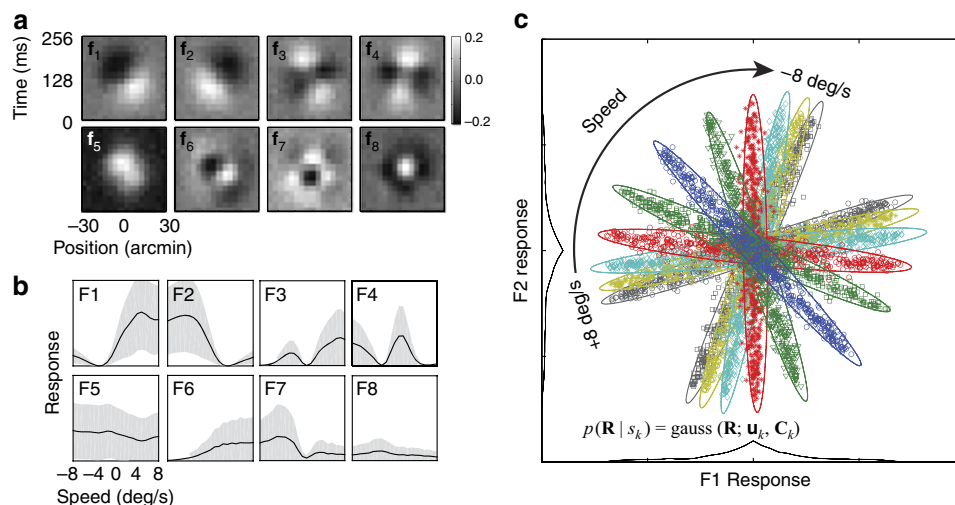 a
Time (ms)
256
128
0
f1
f2
f3
f4
0.2
0.0
−0.2
f5
f6
f7
f8
−30
0
30
Position (arcmin)
b
Response
F1
F2
F3
F4
F5
F6
F7
F8
−8 −4 0 4 8
Speed (deg/s)
c
F2 response
Speed
−8 deg/s
+8 deg/s
p(R | sk) = gauss (R; uk, Ck)
F1 Response